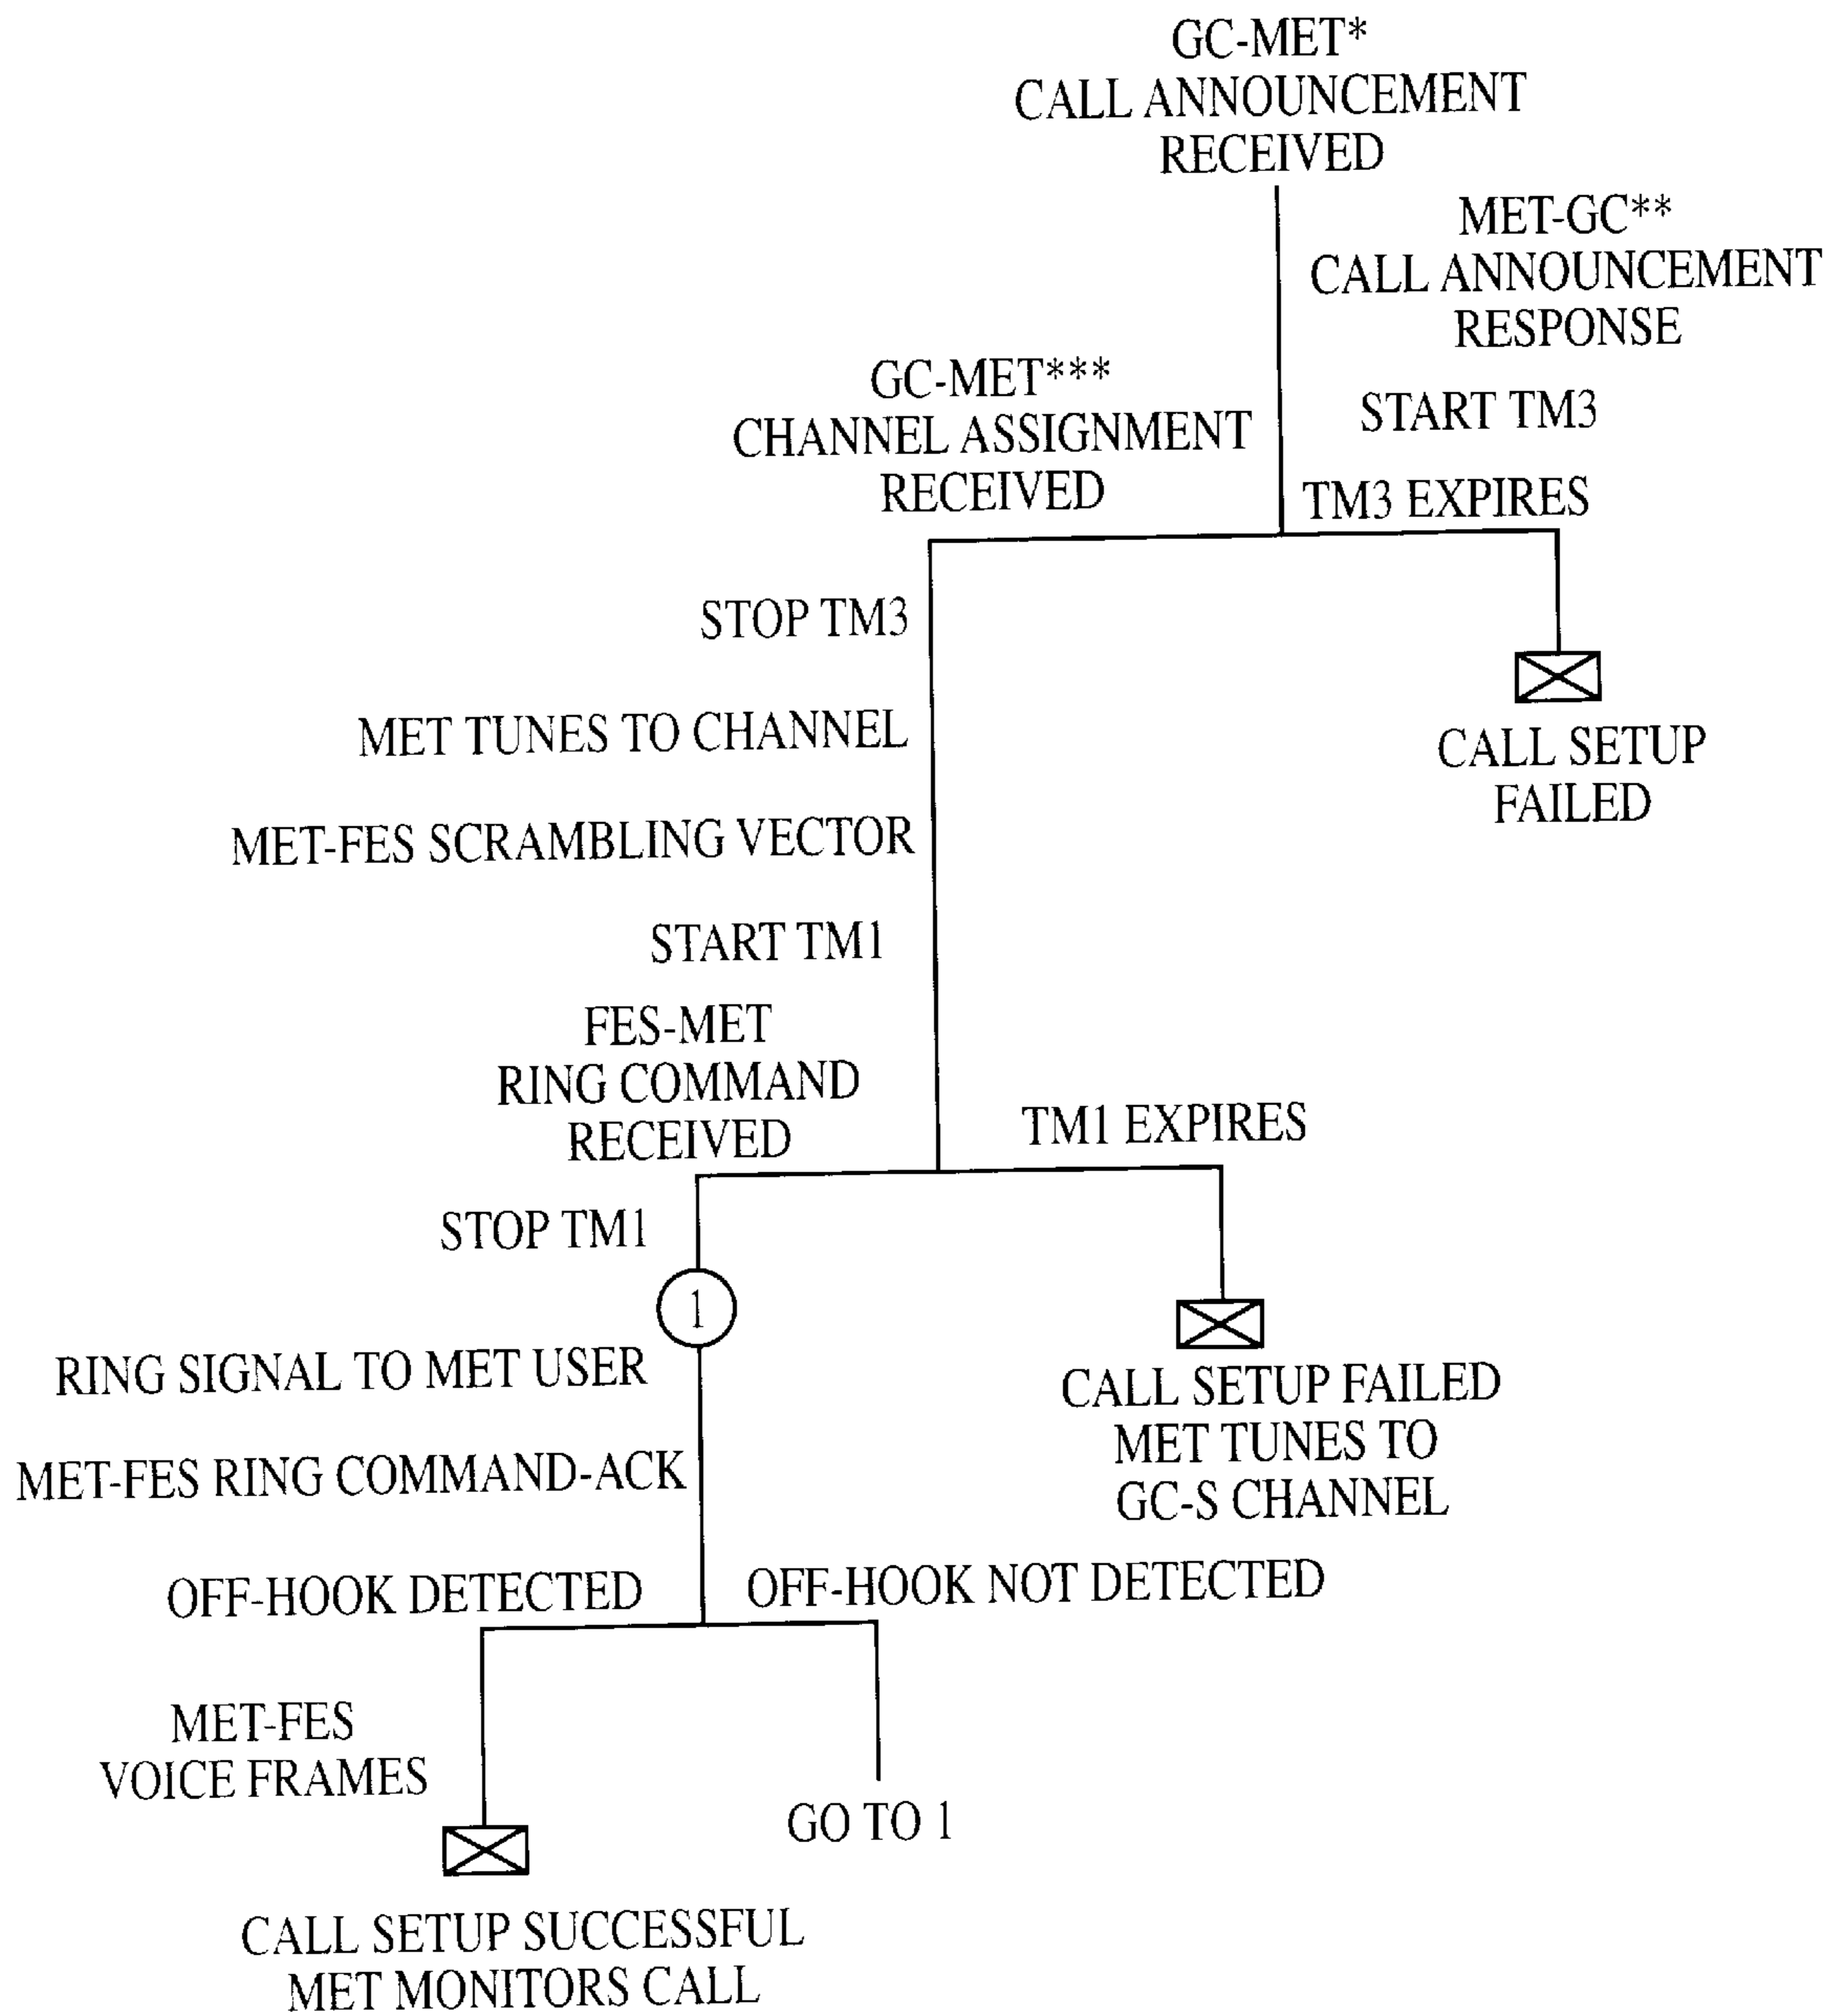 GC-MET*
CALL ANNOUNCEMENT
RECEIVED
MET-GC**
CALL ANNOUNCEMENT
RESPONSE
GC-MET***
CHANNEL ASSIGNMENT
RECEIVED
START TM3
TM3 EXPIRES
STOP TM3
CALL SETUP
FAILED
MET TUNES TO CHANNEL
MET-FES SCRAMBLING VECTOR
START TM1
FES-MET
RING COMMAND
RECEIVED
TM1 EXPIRES
STOP TM1
1
RING SIGNAL TO MET USER
CALL SETUP FAILED
MET TUNES TO
GC-S CHANNEL
MET-FES RING COMMAND-ACK
OFF-HOOK DETECTED
OFF-HOOK NOT DETECTED
MET-FES
VOICE FRAMES
GO TO 1
CALL SETUP SUCCESSFUL
MET MONITORS CALL